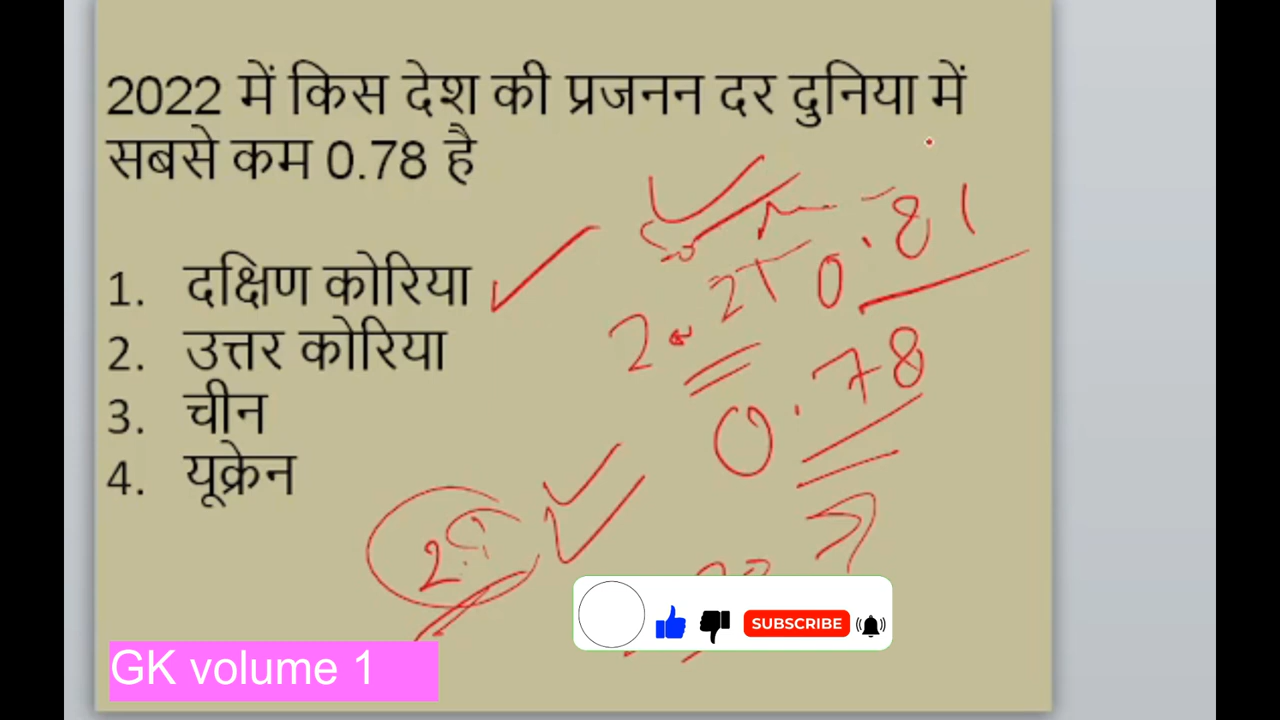 2022 में किस देश की प्रजनन दर दुनिया में
सबसे कम 0.78 है
1. दक्षिण कोरिया
2. उत्तर कोरिया
3. चीन
4. यूक्रेन
0.81
0.78
SUBSCRIBE
GK volume 1